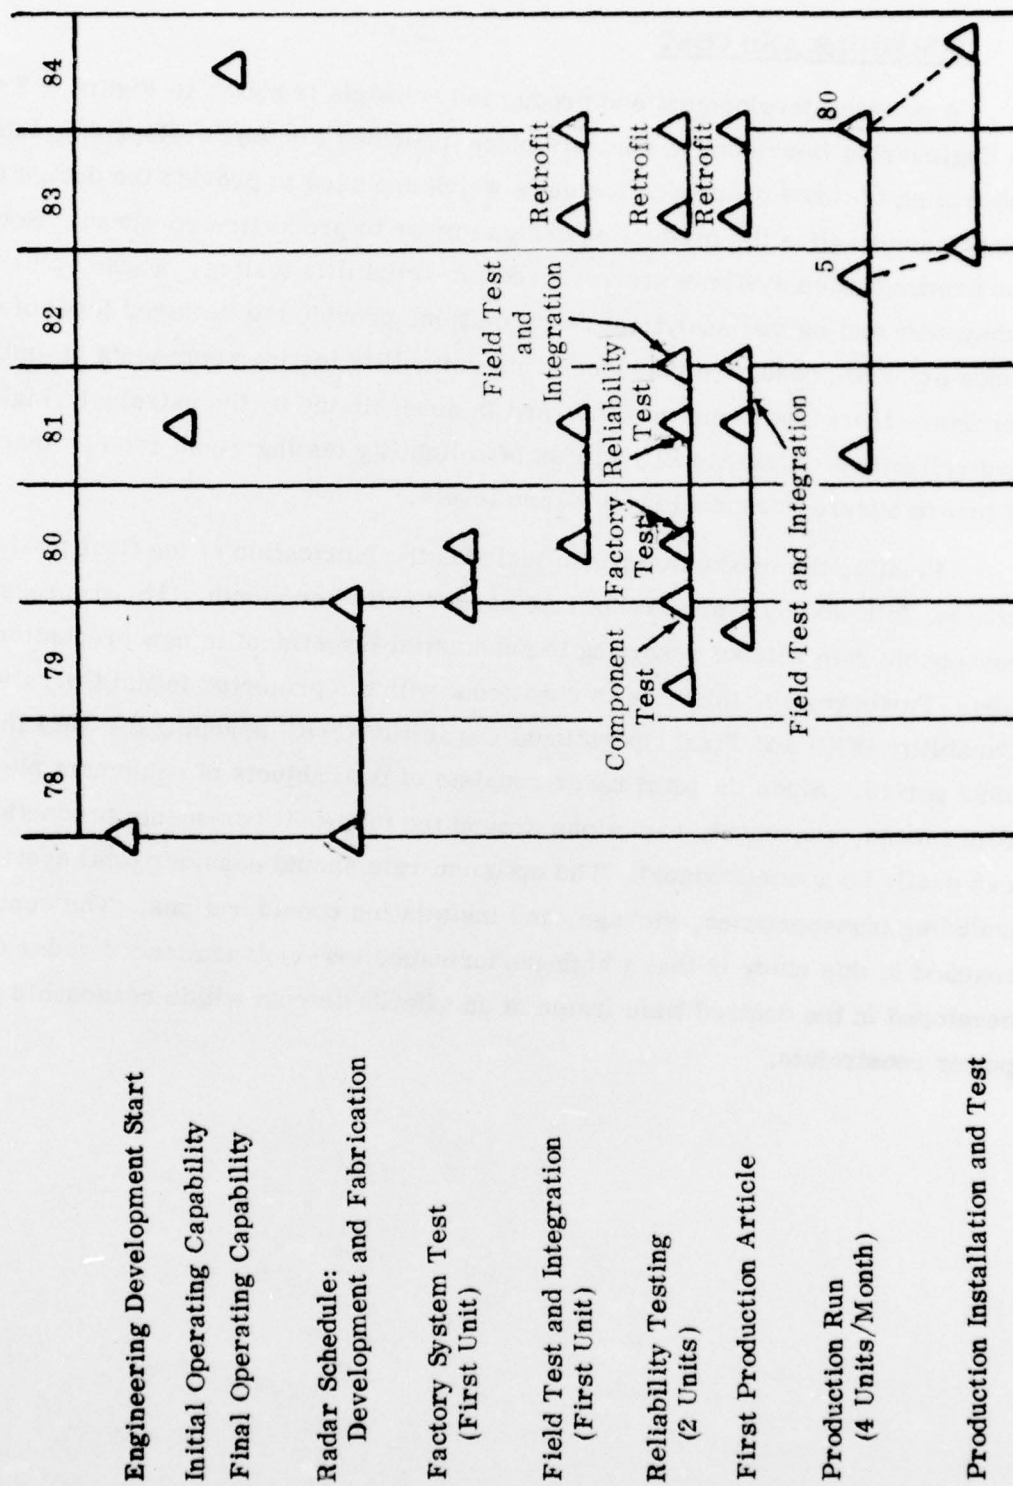 78 79 80 81 82 83 84
Engineering Development Start
Initial Operating Capability
Final Operating Capability
Radar Schedule:
Development and Fabrication
Factory System Test
(First Unit)
Field Test and Integration
(First Unit)
Retrofit
Field Test
and
Integration
Reliability Testing
(2 Units)
Component
Test
Factory
Test
Reliability
Test
Retrofit
First Production Article
Retrofit
Field Test and Integration
Production Run
(4 Units/Month)
5
80
Production Installation and Test